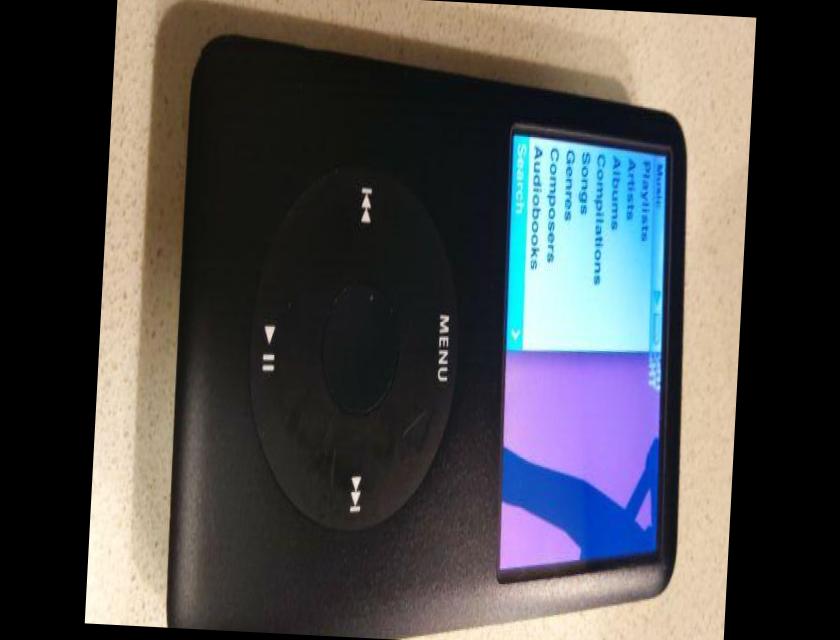 Music
Playlists
Artists
Albums
Compilations
Songs
Genres
Composers
Audiobooks
Search
MENU